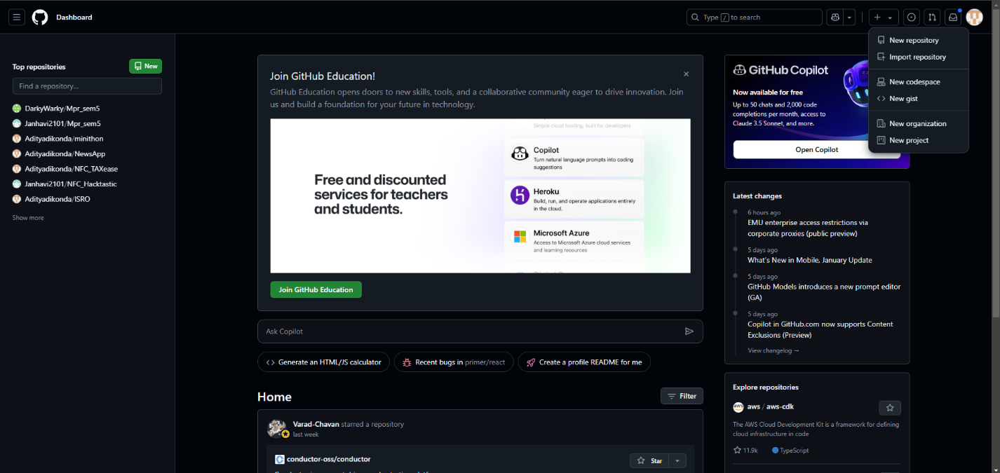 Dashboard
Type / to search
New repository
Import repository
New codespace
New gist
New organization
New project
Top repositories
New
Find a repository...
DarkyWarky/Mpr_sem5
Janhavi2101/Mpr_sem5
Adityadikonda/minithon
Adityadikonda/NewsApp
Adityadikonda/NFC_TAXease
Janhavi2101/NFC_Hacktastic
Adityadikonda/ISRO
Show more
Join GitHub Education!
GitHub Education opens doors to new skills, tools, and a collaborative community eager to drive innovation. Join
us and build a foundation for your future in technology.
Free and discounted
services for teachers
and students.
Simple cloud hosting, built for developers
Copilot
Turn natural language prompts into coding
suggestions
Heroku
Build, run, and operate applications entirely
in the cloud.
Microsoft Azure
Access to Microsoft Azure cloud services
and learning resources
Join GitHub Education
Ask Copilot
Generate an HTML/JS calculator
Recent bugs in primer/react
Create a profile README for me
Home
Filter
Varad-Chavan starred a repository
last week
conductor-oss/conductor
Star
GitHub Copilot
Now available for free
Up to 50 chats and 2,000 code
completions per month, access to
Claude 3.5 Sonnet, and more.
Open Copilot
Latest changes
6 hours ago
EMU enterprise access restrictions via
corporate proxies (public preview)
5 days ago
What's New in Mobile, January Update
5 days ago
GitHub Models introduces a new prompt editor
(GA)
5 days ago
Copilot in GitHub.com now supports Content
Exclusions (Preview)
View changelog →
Explore repositories
aws
aws / aws-cdk
The AWS Cloud Development Kit is a framework for defining
cloud infrastructure in code
11.9k
TypeScript